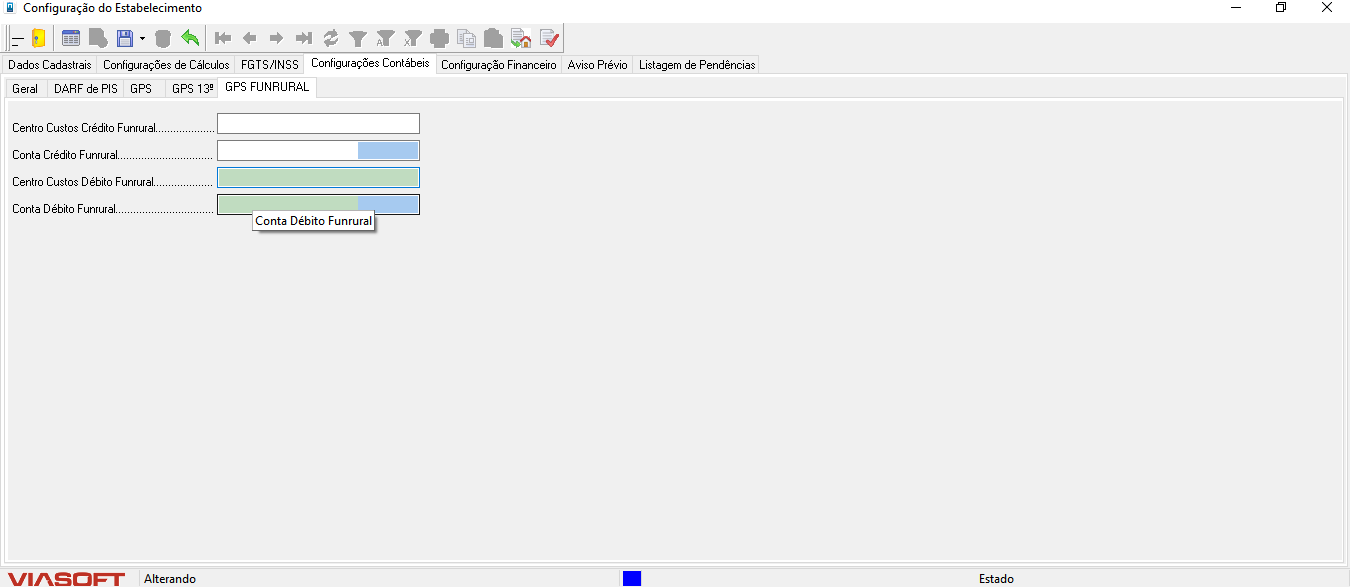 Configuração do Estabelecimento
Dados Cadastrais Configurações de Cálculos FGTS/INSS Configurações Contábeis Configuração Financeiro Aviso Prévio Listagem de Pendências
Geral DARF de PIS GPS GPS 13º GPS FUNRURAL
Centro Custos Crédito Funrural...................
Conta Crédito Funrural...............................
Centro Custos Débito Funrural...................
Conta Débito Funrural................................
Conta Débito Funrural
VIASOFT Alterando Estado